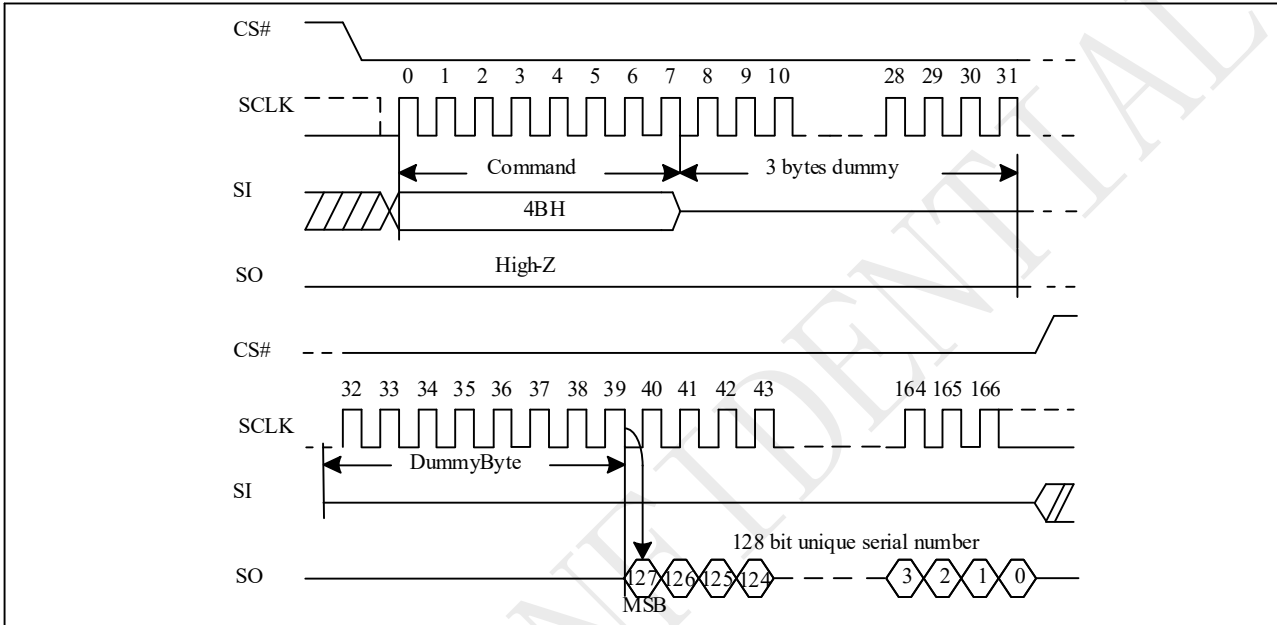 CS#
0 1 2 3 4 5 6 7 8 9 10 28 29 30 31
SCLK
Command 3 bytes dummy
SI
4BH
High-Z
SO
CS#
32 33 34 35 36 37 38 39 40 41 42 43 164 165 166
SCLK
DummyByte
SI
128 bit unique serial number
SO 127 126 125 124 3 2 1 0
MSB
NFIDENTIAL